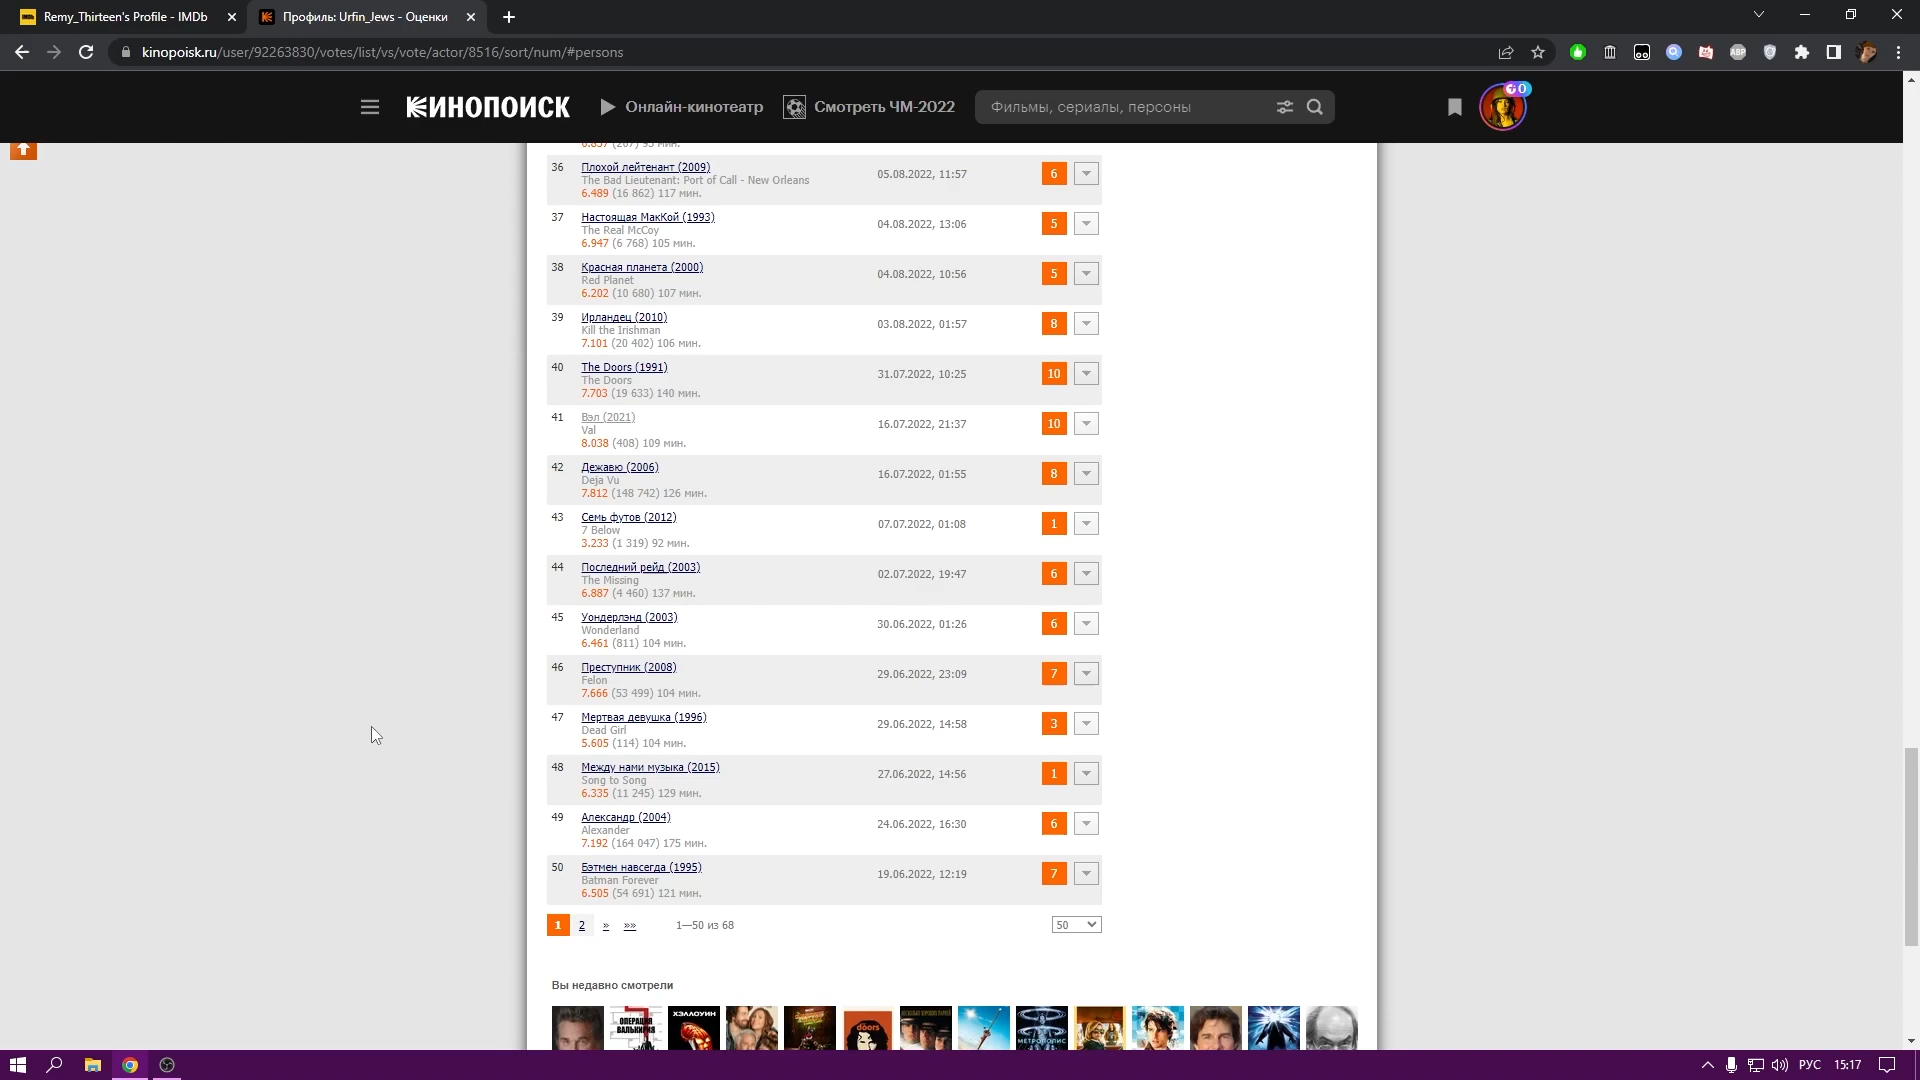 Remy_Thirteen's Profile - IMDb
Профиль: Urfin_Jews - Оценки
kinopoisk.ru/user/92263830/votes/list/vs/vote/actor/8516/sort/num/#persons
КИНОПОИСК
Онлайн-кинотеатр
Смотреть ЧМ-2022
Фильмы, сериалы, персоны
0
36 Плохой лейтенант (2009)
The Bad Lieutenant: Port of Call - New Orleans 05.08.2022, 11:57 6
6.489 (16 862) 117 мин.
37 Настоящая МакКой (1993)
The Real McCoy 04.08.2022, 13:06 5
6.947 (6 768) 105 мин.
38 Красная планета (2000)
Red Planet 04.08.2022, 10:56 5
6.202 (10 680) 107 мин.
39 Ирландец (2010)
Kill the Irishman 03.08.2022, 01:57 8
7.101 (20 402) 106 мин.
40 The Doors (1991)
The Doors 31.07.2022, 10:25 10
7.703 (19 633) 140 мин.
41 Вэл (2021)
Val 16.07.2022, 21:37 10
8.038 (408) 109 мин.
42 Дежавю (2006)
Deja Vu 16.07.2022, 01:55 8
7.812 (148 742) 126 мин.
43 Семь футов (2012)
7 Below 07.07.2022, 01:08 1
3.233 (1 319) 92 мин.
44 Последний рейд (2003)
The Missing 02.07.2022, 19:47 6
6.887 (4 460) 137 мин.
45 Уондерлэнд (2003)
Wonderland 30.06.2022, 01:26 6
6.461 (811) 104 мин.
46 Преступник (2008)
Felon 29.06.2022, 23:09 7
7.666 (53 499) 104 мин.
47 Мертвая девушка (1996)
Dead Girl 29.06.2022, 14:58 3
5.605 (114) 104 мин.
48 Между нами музыка (2015)
Song to Song 27.06.2022, 14:56 1
6.335 (11 245) 129 мин.
49 Александр (2004)
Alexander 24.06.2022, 16:30 6
7.192 (164 047) 175 мин.
50 Бэтмен навсегда (1995)
Batman Forever 19.06.2022, 12:19 7
6.505 (54 691) 121 мин.
1 2 » »» 1—50 из 68 50
Вы недавно смотрели
ОПЕРАЦИЯ
ВАЛЬКИРИЯ
ХЭЛЛОУИН
doors
МЕТРОПОЛИС
РУС 15:17